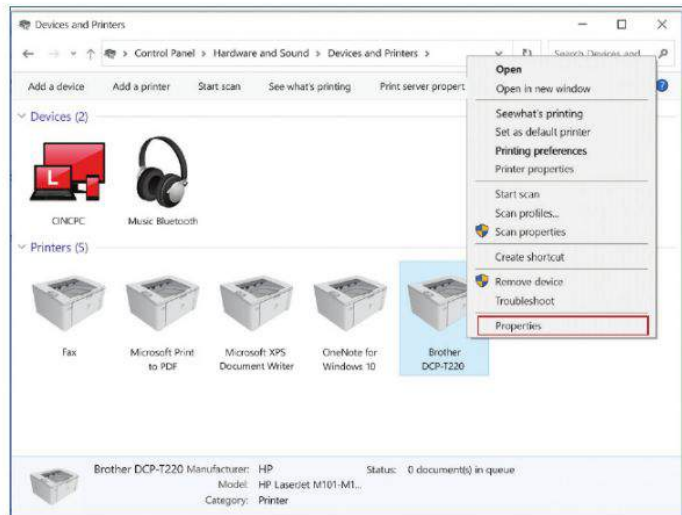 Devices and Printers
Control Panel > Hardware and Sound > Devices and Printers >
Search Devices and
Add a device Add a printer Start scan See what's printing Print server propert
Devices (2)
L
CINCPC Music Bluetooth
Printers (5)
Fax
Microsoft Print
to PDF
Microsoft XPS
Document Writer
OneNote for
Windows 10
Brother
DCP-T220
Open
Open in new window
Seewhat's printing
Set as default printer
Printing preferences
Printer properties
Start scan
Scan profiles...
Scan properties
Create shortcut
Remove device
Troubleshoot
Properties
Brother DCP-T220 Manufacturer: HP Status: 0 document(s) in queue
Model: HP LaserJet M101-M1...
Category: Printer